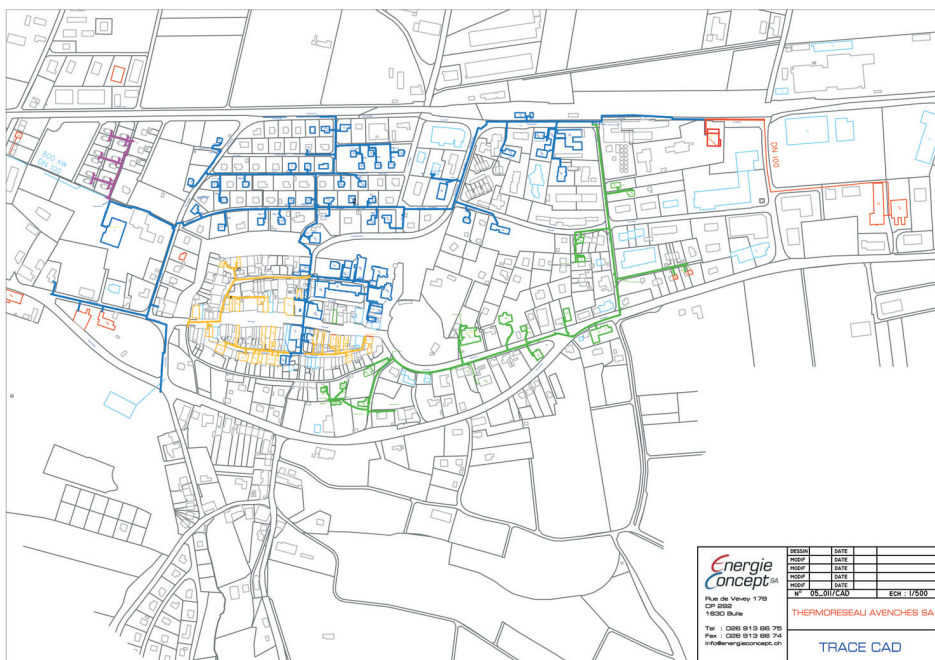 800 KW
DN 100
DN 100
Energie
Concept SA
Rue de Vevey 178
CP 292
1630 Bulle
Tel : 026 913 86 75
Fax : 026 913 86 74
info@energieconcept.ch
DESSIN DATE
MODIF DATE
MODIF DATE
MODIF DATE
MODIF DATE
N° 05_011/CAD ECH : 1/500
THERMORESEAU AVENCHES SA
TRACE CAD